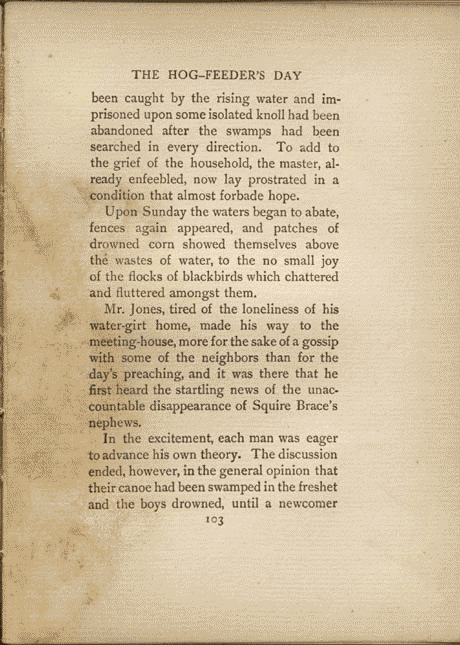 THE HOG–FEEDER'S DAY
been caught by the rising water and im-
prisoned upon some isolated knoll had been
abandoned after the swamps had been
searched in every direction. To add to
the grief of the household, the master, al-
ready enfeebled, now lay prostrated in a
condition that almost forbade hope.
Upon Sunday the waters began to abate,
fences again appeared, and patches of
drowned corn showed themselves above
the wastes of water, to the no small joy
of the flocks of blackbirds which chattered
and fluttered amongst them.
Mr. Jones, tired of the loneliness of his
water-girt home, made his way to the
meeting-house, more for the sake of a gossip
with some of the neighbors than for the
day's preaching, and it was there that he
first heard the startling news of the unac-
countable disappearance of Squire Brace's
nephews.
In the excitement, each man was eager
to advance his own theory. The discussion
ended, however, in the general opinion that
their canoe had been swamped in the freshet
and the boys drowned, until a newcomer
103